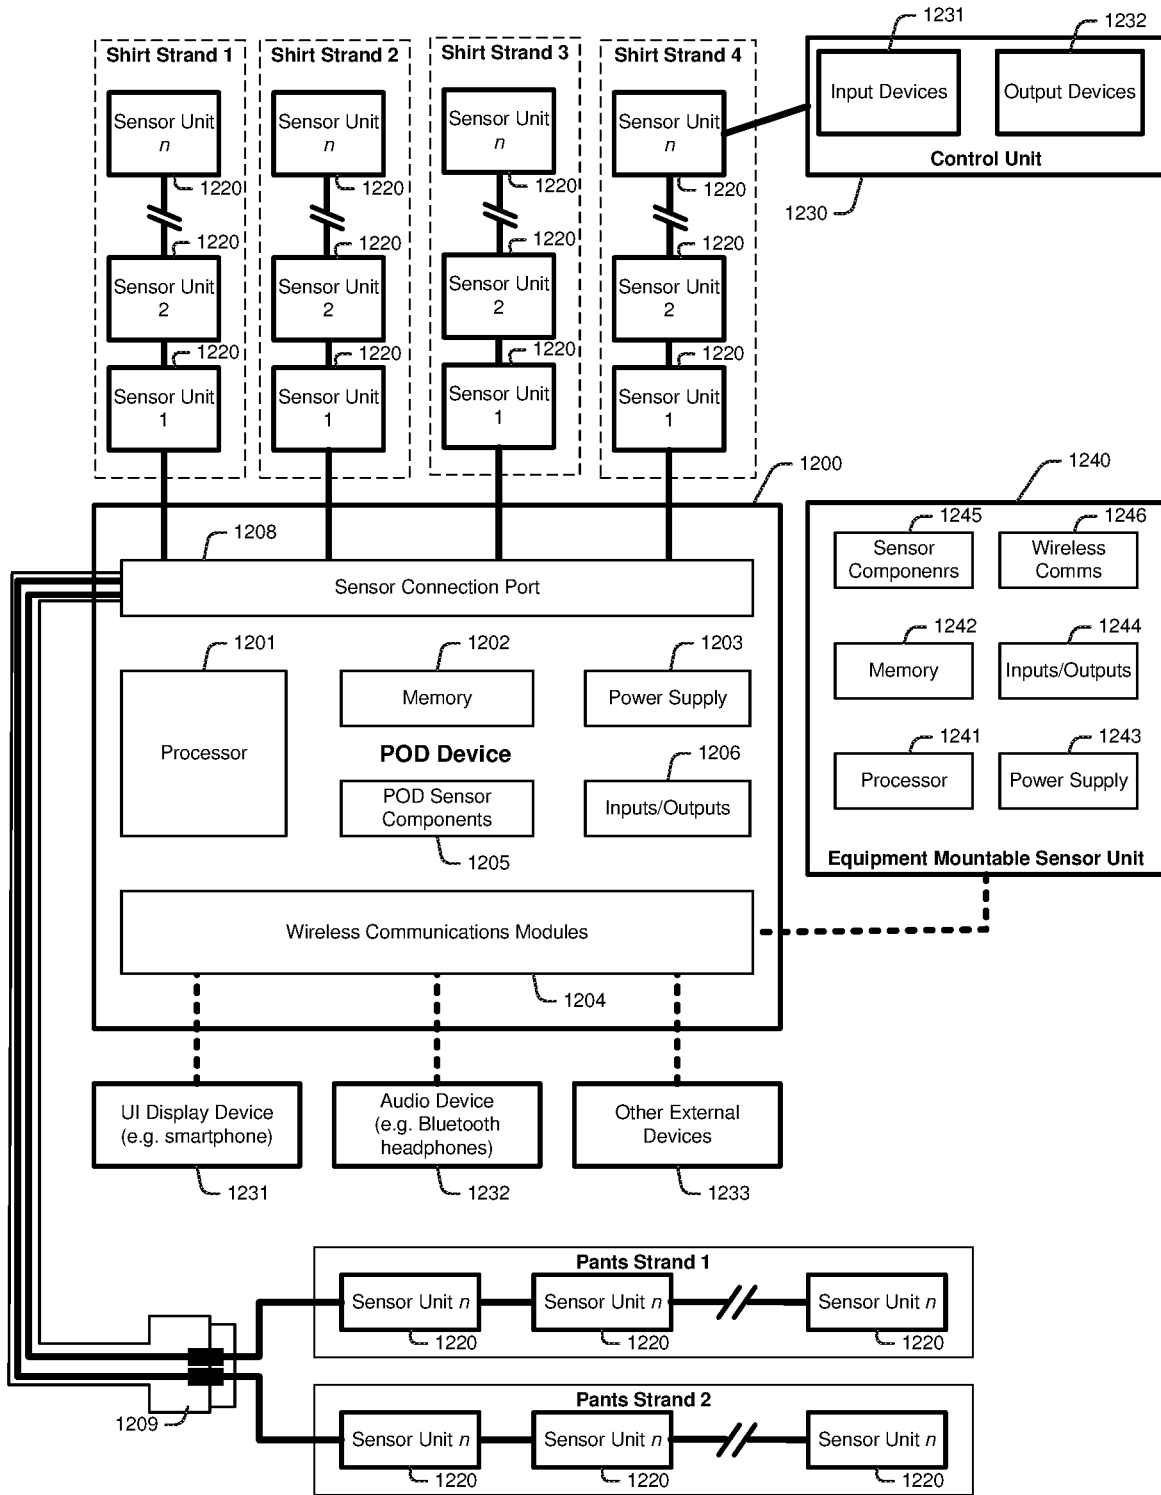 1231
1232
Shirt Strand 1
Shirt Strand 2
Shirt Strand 3
Shirt Strand 4
Input Devices
Output Devices
Control Unit
1230
Sensor Unit
n
1220
Sensor Unit
n
1220
Sensor Unit
n
1220
Sensor Unit
n
1220
1220
Sensor Unit
2
1220
Sensor Unit
2
1220
Sensor Unit
2
1220
Sensor Unit
2
1220
Sensor Unit
1
1220
Sensor Unit
1
1220
Sensor Unit
1
1220
Sensor Unit
1
1200
1240
1208
Sensor Connection Port
1245
1246
Sensor
Componenrs
Wireless
Comms
1201
1202
1203
Processor
Memory
Power Supply
POD Device
1206
POD Sensor
Components
Inputs/Outputs
1205
1242
1244
Memory
Inputs/Outputs
1241
1243
Processor
Power Supply
Equipment Mountable Sensor Unit
Wireless Communications Modules
1204
UI Display Device
(e.g. smartphone)
Audio Device
(e.g. Bluetooth
headphones)
Other External
Devices
1231
1232
1233
Pants Strand 1
Sensor Unit n
Sensor Unit n
Sensor Unit n
1220
1220
1220
Pants Strand 2
1209
Sensor Unit n
Sensor Unit n
Sensor Unit n
1220
1220
1220